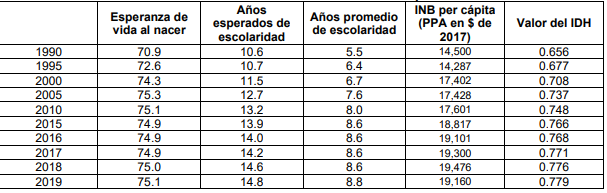 Esperanza de vida al nacer Años esperados de escolaridad Años promedio de escolaridad INB per cápita (PPA en $ de 2017) Valor del IDH
1990 70.9 10.6 5.5 14,500 0.656
1995 72.6 10.7 6.4 14,287 0.677
2000 74.3 11.5 6.7 17,402 0.708
2005 75.3 12.7 7.6 17,428 0.737
2010 75.1 13.2 8.0 17,601 0.748
2015 74.9 13.9 8.6 18,817 0.766
2016 74.9 14.0 8.6 19,101 0.768
2017 74.9 14.2 8.6 19,300 0.771
2018 75.0 14.6 8.6 19,476 0.776
2019 75.1 14.8 8.8 19,160 0.779